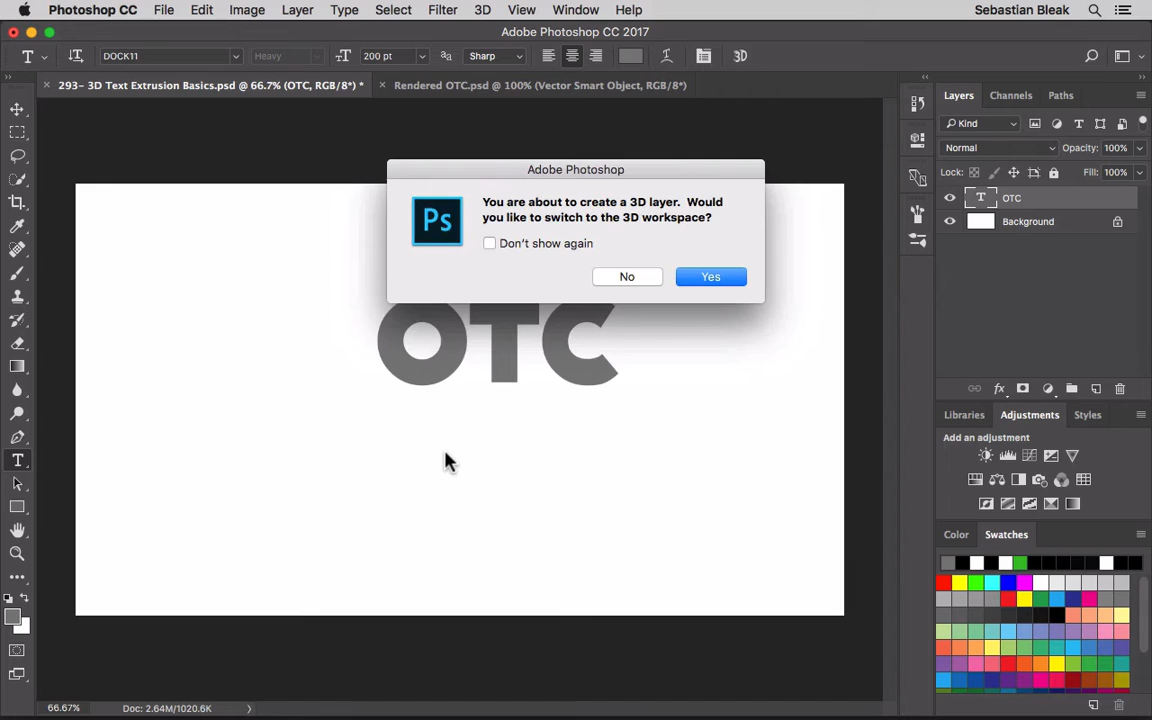 Photoshop CC File Edit Image Layer Type Select Filter 3D View Window Help Sebastian Bleak
Adobe Photoshop CC 2017
T DOCK11 Heavy 200 pt Sharp 3D
293- 3D Text Extrusion Basics.psd @ 66.7% (OTC, RGB/8*) * Rendered OTC.psd @ 100% (Vector Smart Object, RGB/8*)
Layers Channels Paths
Kind
Normal Opacity: 100%
Lock: Fill: 100%
T OTC
Background
Adobe Photoshop
Ps
You are about to create a 3D layer. Would
you like to switch to the 3D workspace?
Don't show again
No Yes
OTC
Libraries Adjustments Styles
Add an adjustment
Color Swatches
66.67% Doc: 2.64M/1020.6K